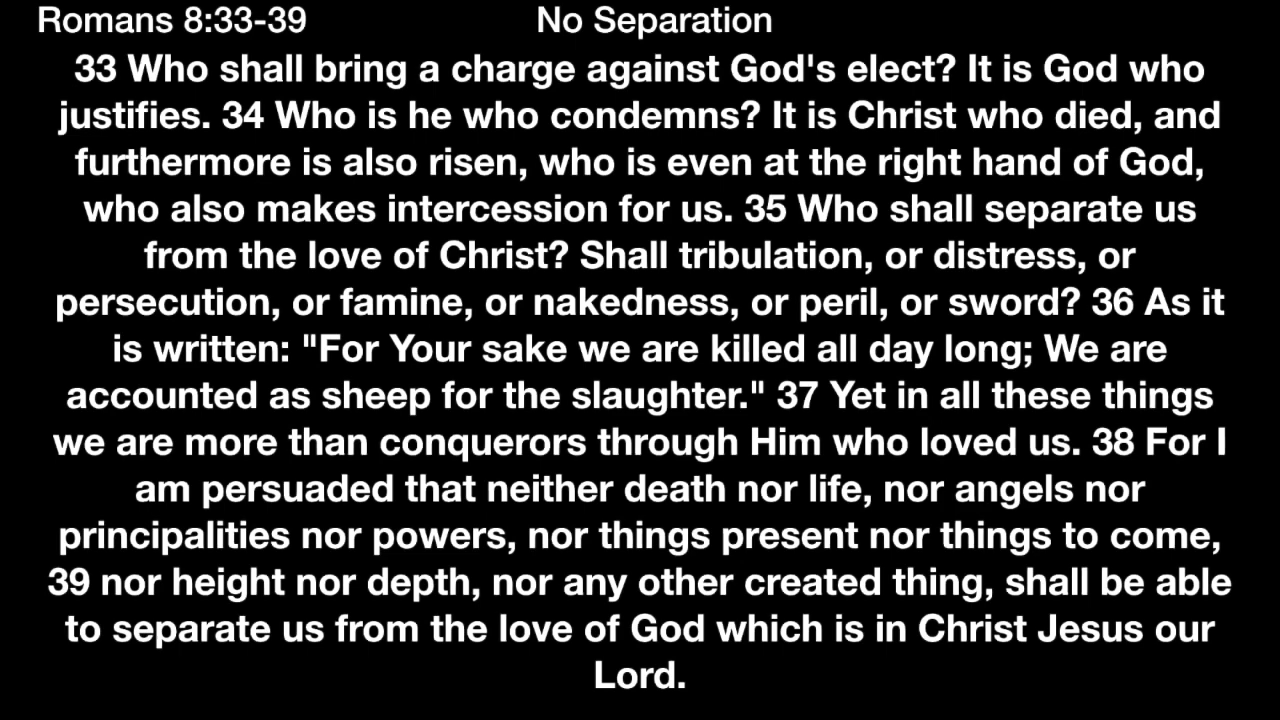 Romans 8:33-39 No Separation
33 Who shall bring a charge against God's elect? It is God who
justifies. 34 Who is he who condemns? It is Christ who died, and
furthermore is also risen, who is even at the right hand of God,
who also makes intercession for us. 35 Who shall separate us
from the love of Christ? Shall tribulation, or distress, or
persecution, or famine, or nakedness, or peril, or sword? 36 As it
is written: "For Your sake we are killed all day long; We are
accounted as sheep for the slaughter." 37 Yet in all these things
we are more than conquerors through Him who loved us. 38 For I
am persuaded that neither death nor life, nor angels nor
principalities nor powers, nor things present nor things to come,
39 nor height nor depth, nor any other created thing, shall be able
to separate us from the love of God which is in Christ Jesus our
Lord.